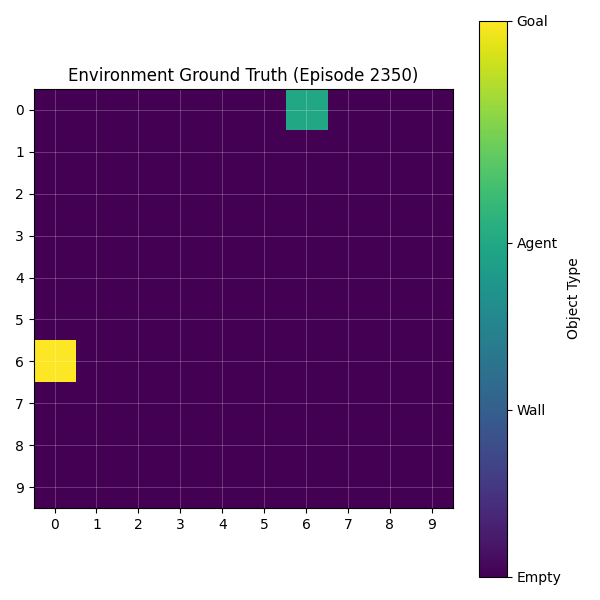 Environment Ground Truth (Episode 2350)
0
1
2
3
4
5
6
7
8
9
0 1 2 3 4 5 6 7 8 9
Goal
Agent
Wall
Empty
Object Type